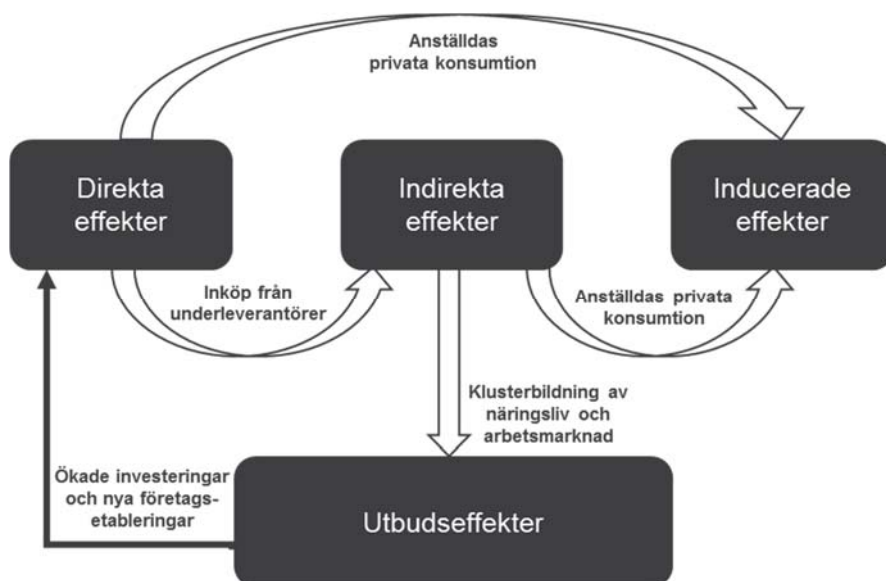 Anställdas
privata konsumtion
Direkta
effekter
Indirekta
effekter
Inducerade
effekter
Inköp från
underleverantörer
Anställdas privata
konsumtion
Klusterbildning av
näringsliv och
arbetsmarknad
Ökade investeringar
och nya företags-
etableringar
Utbudseffekter